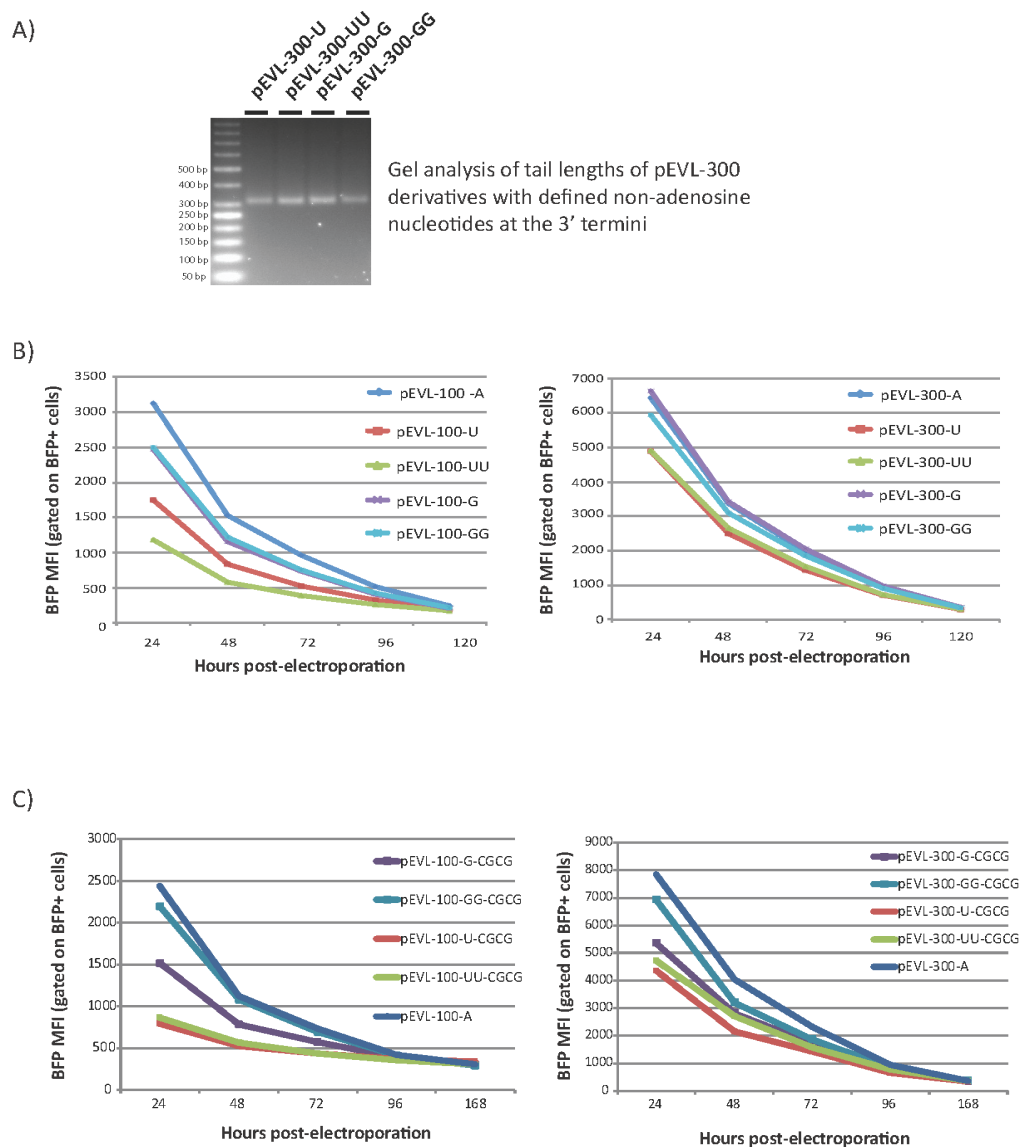 A)
pEVL-300-U
pEVL-300-UU
pEVL-300-G
pEVL-300-GG
500 bp
400 bp
300 bp
250 bp
200 bp
150 bp
100 bp
50 bp
Gel analysis of tail lengths of pEVL-300
derivatives with defined non-adenosine
nucleotides at the 3’ termini
B)
BFP MFI (gated on BFP+ cells)
3500
3000
2500
2000
1500
1000
500
0
24
48
72
96
120
Hours post-electroporation
pEVL-100 -A
pEVL-100-U
pEVL-100-UU
pEVL-100-G
pEVL-100-GG
BFP MFI (gated on BFP+ cells)
7000
6000
5000
4000
3000
2000
1000
0
24
48
72
96
120
Hours post-electroporation
pEVL-300-A
pEVL-300-U
pEVL-300-UU
pEVL-300-G
pEVL-300-GG
C)
BFP MFI (gated on BFP+ cells)
3000
2500
2000
1500
1000
500
0
24
48
72
96
168
Hours post-electroporation
pEVL-100-G-CGCG
pEVL-100-GG-CGCG
pEVL-100-U-CGCG
pEVL-100-UU-CGCG
pEVL-100-A
BFP MFI (gated on BFP+ cells)
9000
8000
7000
6000
5000
4000
3000
2000
1000
0
24
48
72
96
168
Hours post-electroporation
pEVL-300-G-CGCG
pEVL-300-GG-CGCG
pEVL-300-U-CGCG
pEVL-300-UU-CGCG
pEVL-300-A